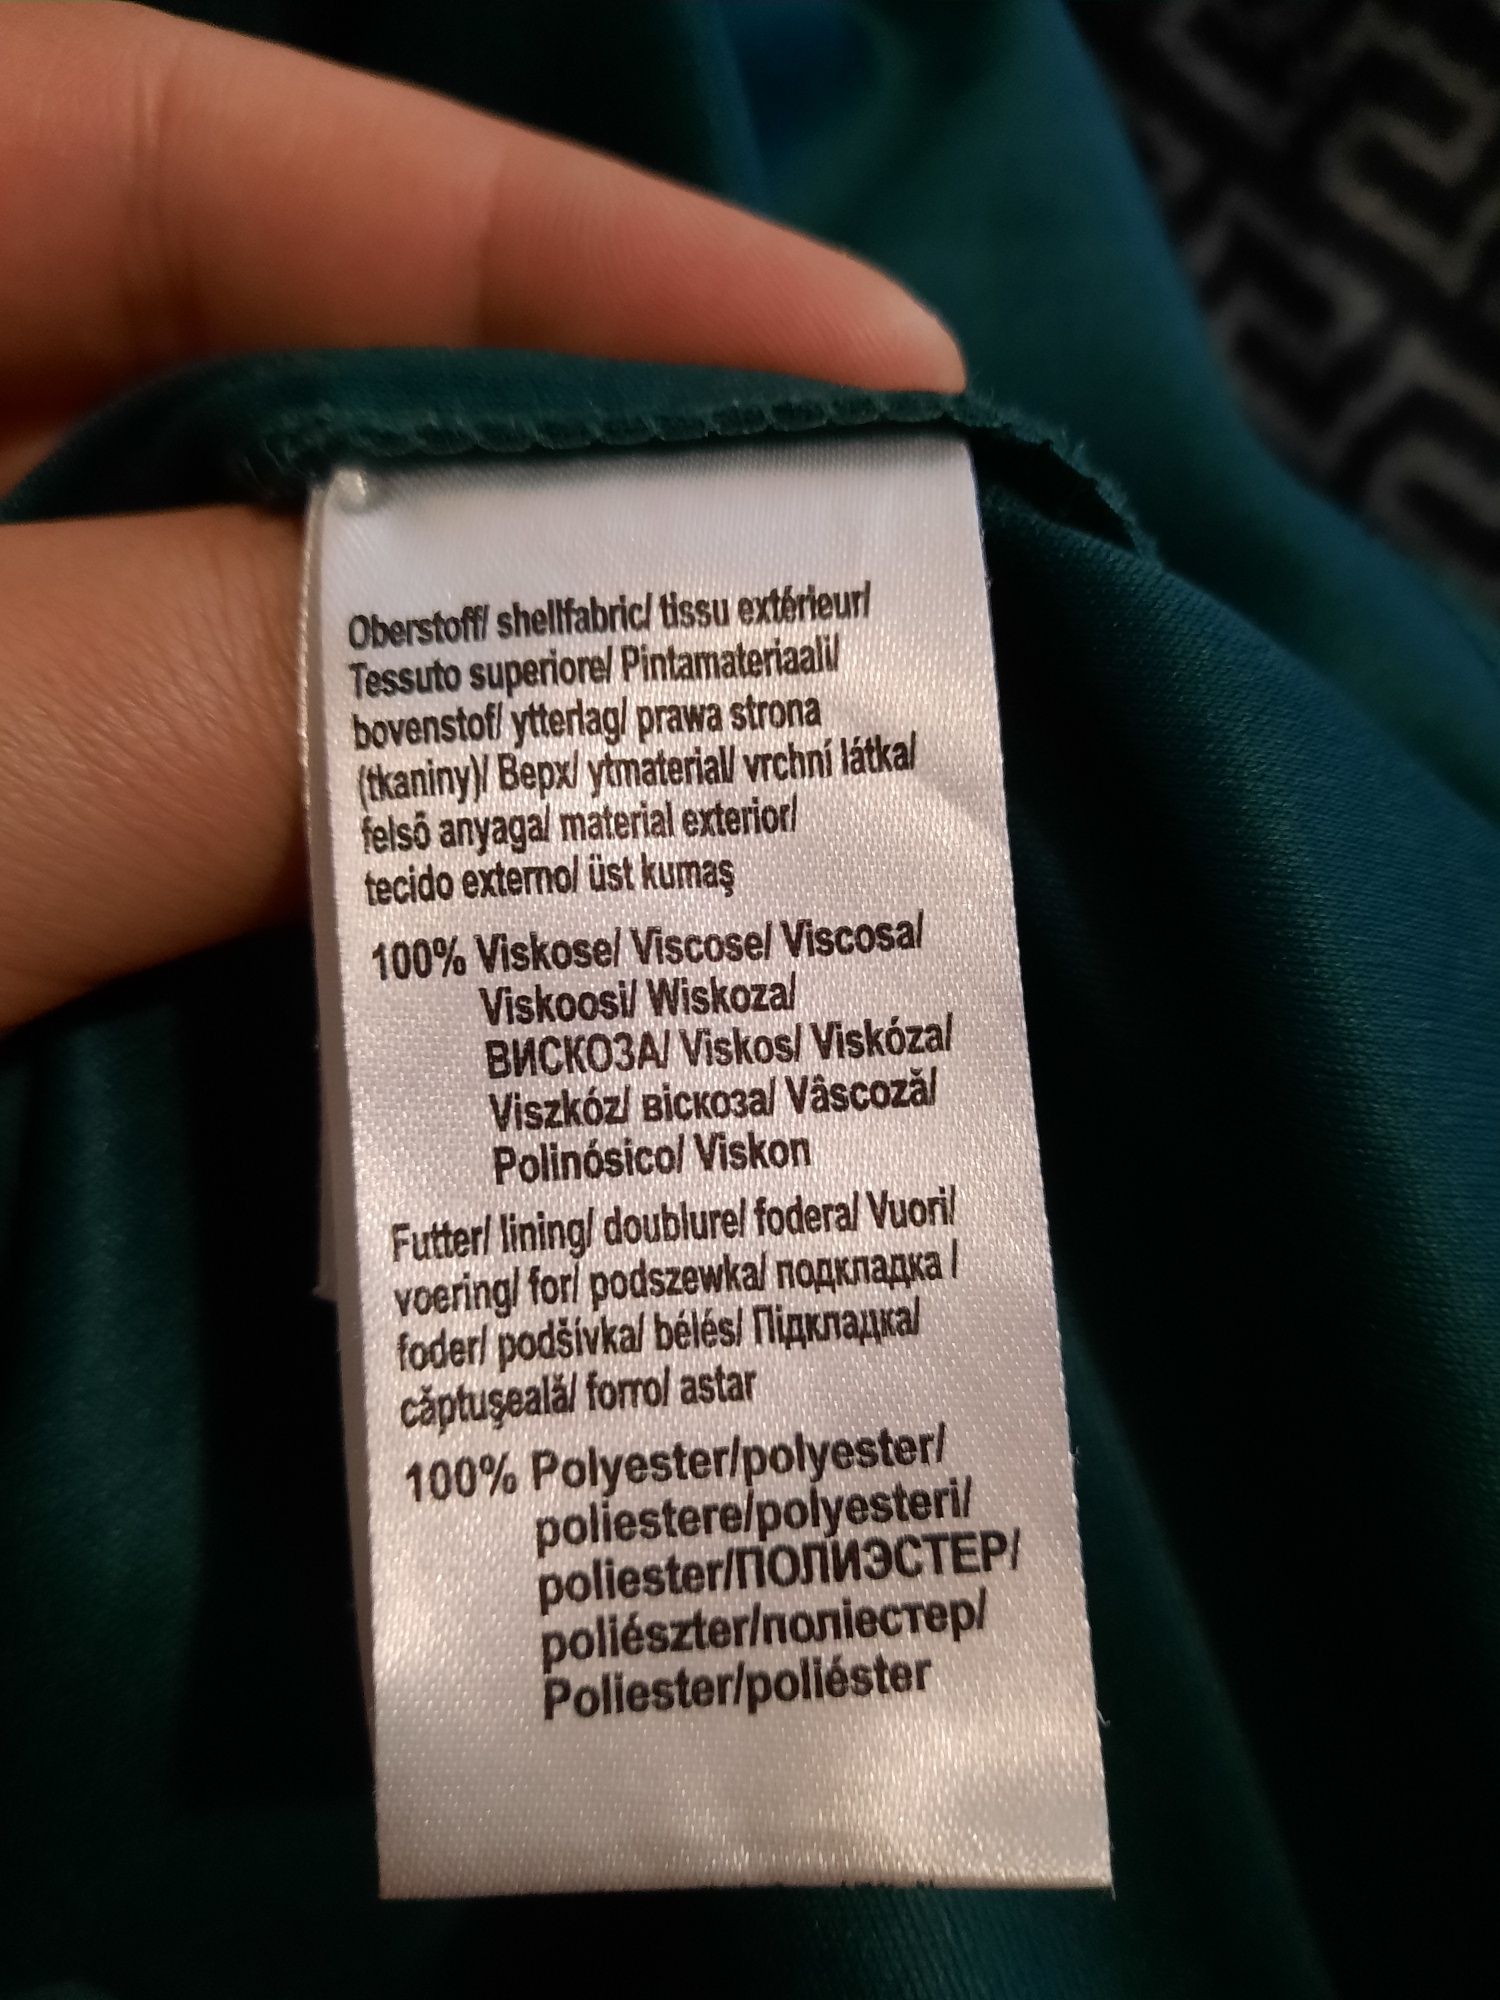 Oberstoff/ shellfabric/ tissu extérieur/
Tessuto superiore/ Pintamateriaali/
bovenstof/ ytterlag/ prawa strona
(tkaniny)/ Верх/ ytmaterial/ vrchní látka/
felső anyaga/ material exterior/
tecido externo/ üst kumaş
100% Viskose/ Viscose/ Viscosa/
Viskoosi/ Wiskoza/
ВИСКОЗА/ Viskos/ Viskóza/
Viszkóz/ віскоза/ Vâscoză/
Polinósico/ Viskon
Futter/ lining/ doublure/ fodera/ Vuori/
voering/ for/ podszewka/ подкладка /
foder/ podšívka/ bélés/ Підкладка/
căptuşeală/ forro/ astar
100% Polyester/polyester/
poliestere/polyesteri/
poliester/ПОЛИЭСТЕР/
poliészter/поліестер/
Poliester/poliéster